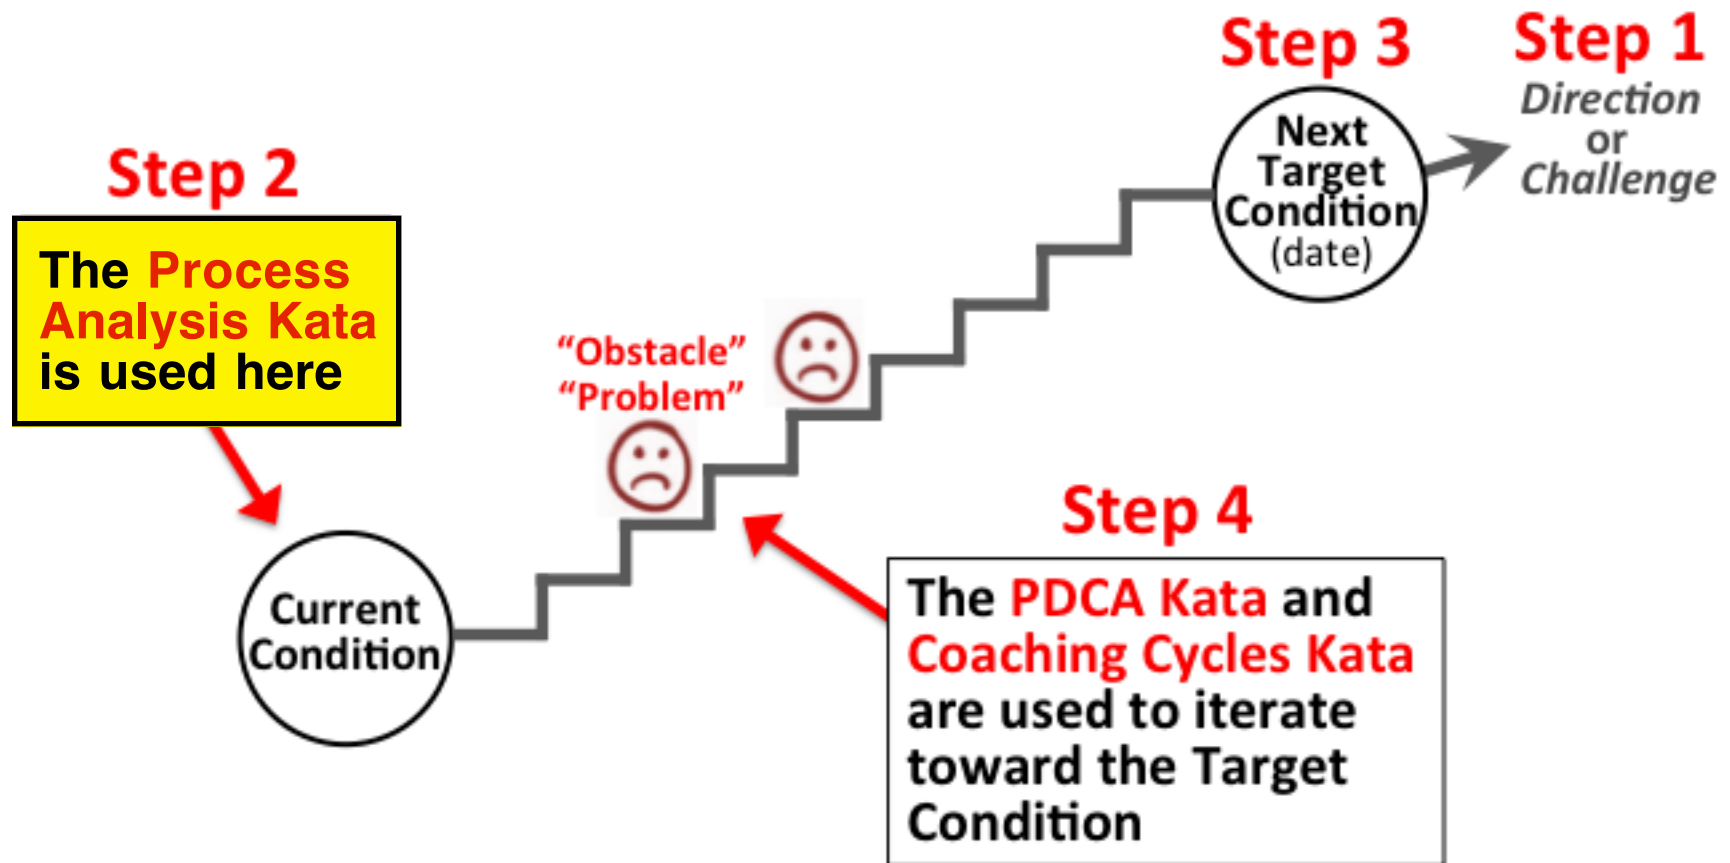 Step 3
Step 1
Direction
or
Challenge
Next
Target
Condition
(date)
Step 2
The Process
Analysis Kata
is used here
“Obstacle”
“Problem”
Current
Condition
Step 4
The PDCA Kata and
Coaching Cycles Kata
are used to iterate
toward the Target
Condition